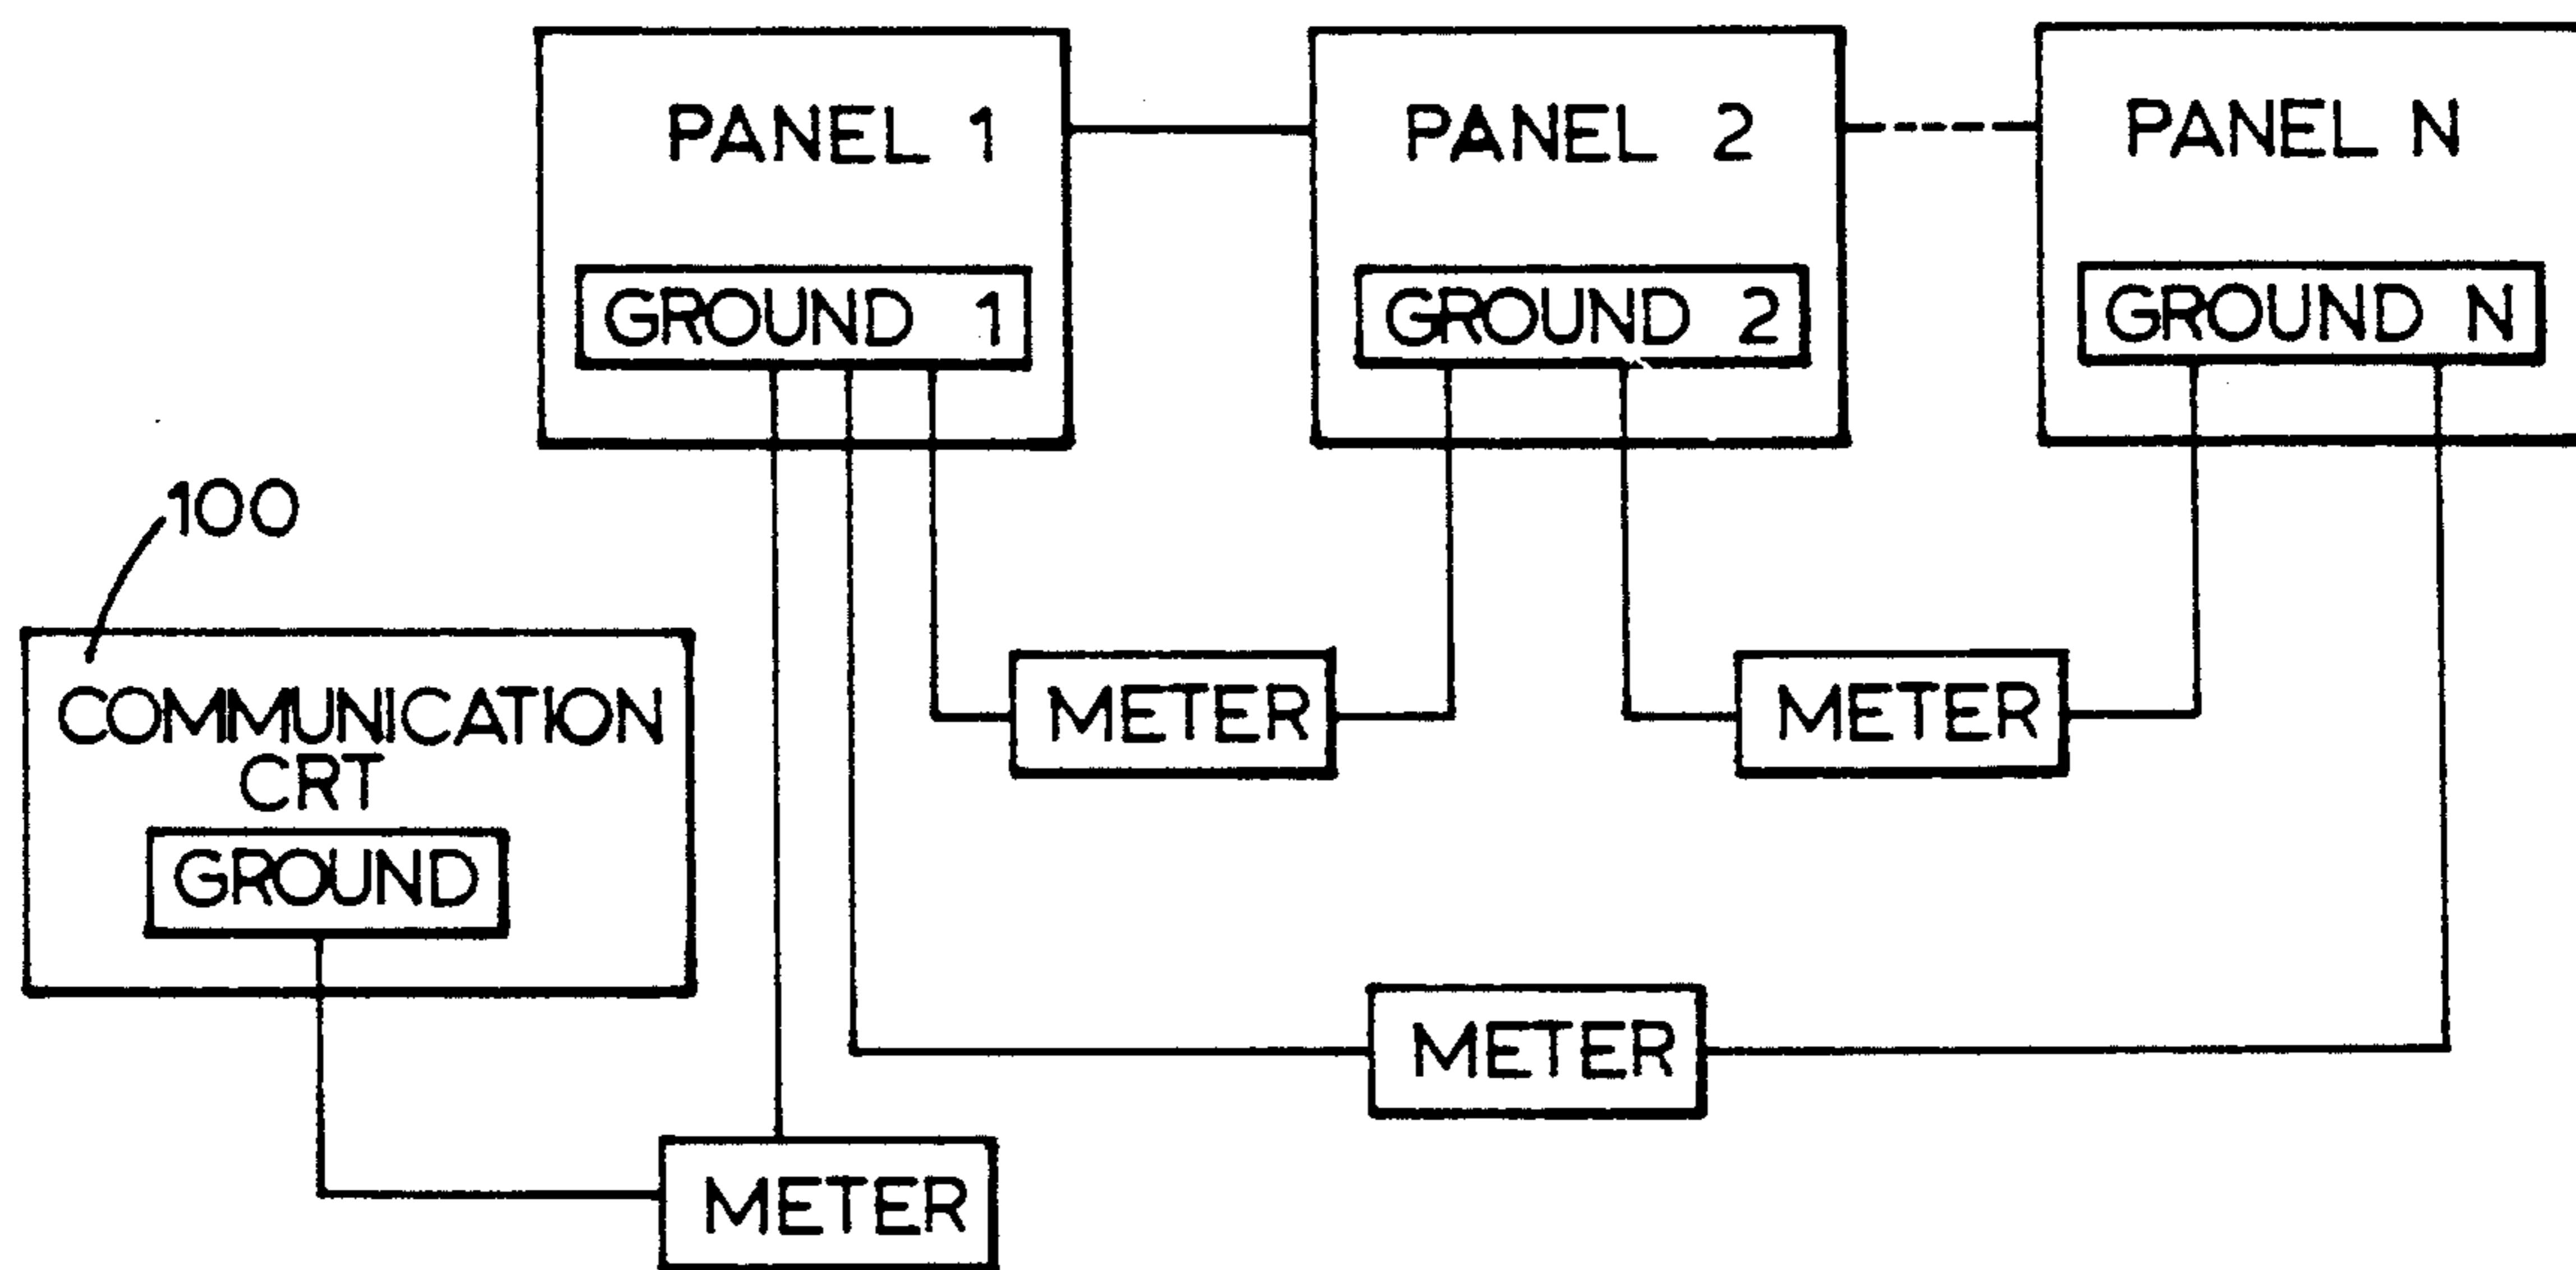 PANEL 1
PANEL 2
PANEL N
GROUND 1
GROUND 2
GROUND N
100
COMMUNICATION
CRT
GROUND
METER
METER
METER
METER